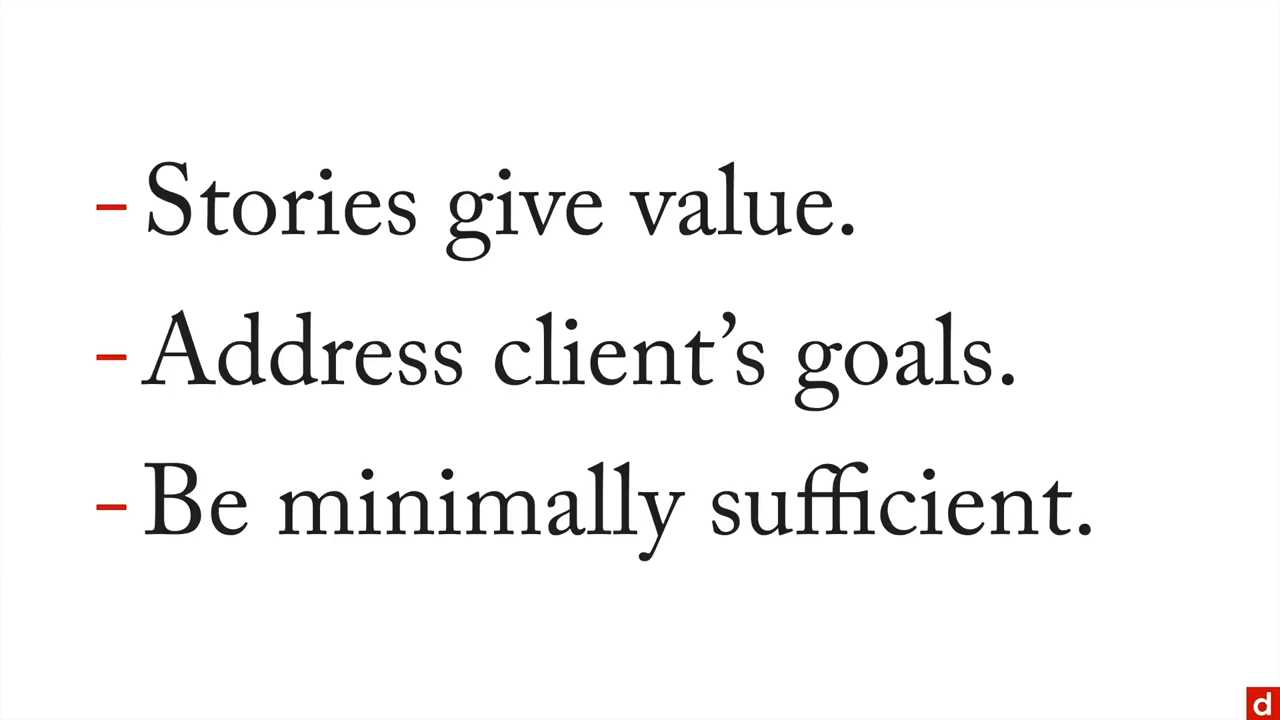 – Stories give value.
– Address client’s goals.
– Be minimally sufficient.
d